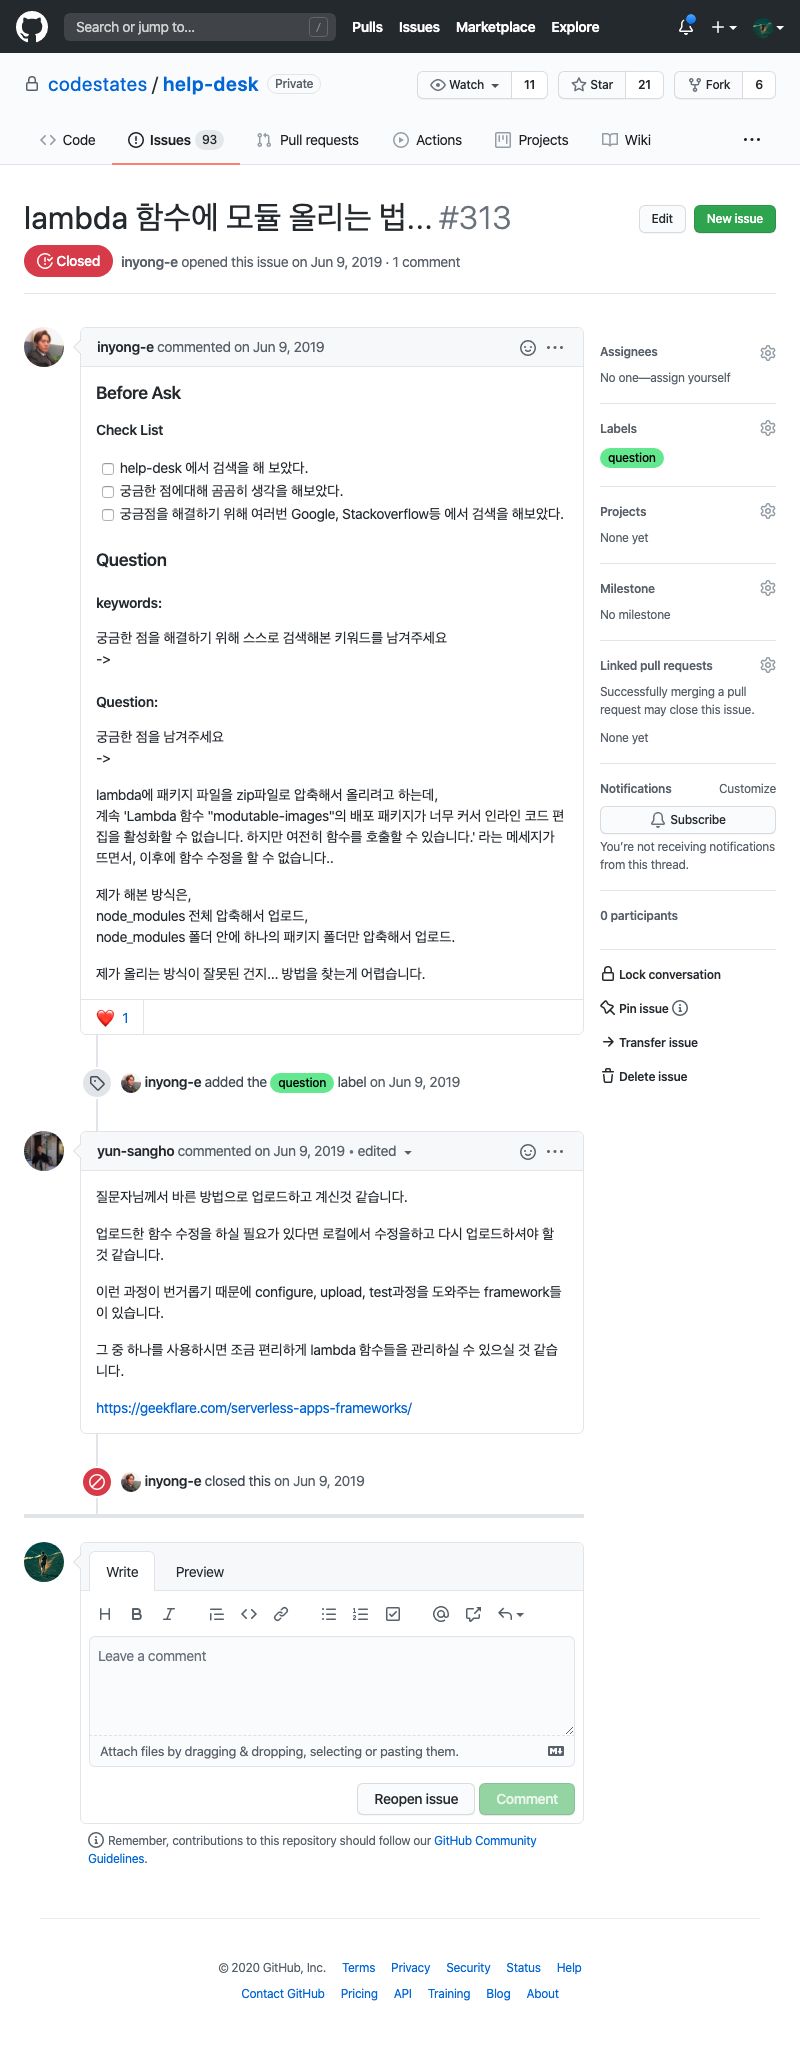 Search or jump to... /
Pulls Issues Marketplace Explore
codestates / help-desk Private
Watch 11 Star 21 Fork 6
Code Issues 93 Pull requests Actions Projects Wiki ...
lambda 함수에 모듈 올리는 법... #313
Edit New issue
Closed inyong-e opened this issue on Jun 9, 2019 · 1 comment
inyong-e commented on Jun 9, 2019
Before Ask
Check List
help-desk 에서 검색을 해 보았다.
궁금한 점에대해 곰곰히 생각을 해보았다.
궁금점을 해결하기 위해 여러번 Google, Stackoverflow등 에서 검색을 해보았다.
Question
keywords:
궁금한 점을 해결하기 위해 스스로 검색해본 키워드를 남겨주세요
->
Question:
궁금한 점을 남겨주세요
->
lambda에 패키지 파일을 zip파일로 압축해서 올리려고 하는데,
계속 'Lambda 함수 "modutable-images"의 배포 패키지가 너무 커서 인라인 코드 편
집을 활성화할 수 없습니다. 하지만 여전히 함수를 호출할 수 있습니다.' 라는 메세지가
뜨면서, 이후에 함수 수정을 할 수 없습니다..
제가 해본 방식은,
node_modules 전체 압축해서 업로드,
node_modules 폴더 안에 하나의 패키지 폴더만 압축해서 업로드.
제가 올리는 방식이 잘못된 건지... 방법을 찾는게 어렵습니다.
❤️ 1
inyong-e added the question label on Jun 9, 2019
yun-sangho commented on Jun 9, 2019 • edited
질문자님께서 바른 방법으로 업로드하고 계신것 같습니다.
업로드한 함수 수정을 하실 필요가 있다면 로컬에서 수정을하고 다시 업로드하셔야 할
것 같습니다.
이런 과정이 번거롭기 때문에 configure, upload, test과정을 도와주는 framework들
이 있습니다.
그 중 하나를 사용하시면 조금 편리하게 lambda 함수들을 관리하실 수 있으실 것 같습
니다.
https://geekflare.com/serverless-apps-frameworks/
inyong-e closed this on Jun 9, 2019
Assignees
No one—assign yourself
Labels
question
Projects
None yet
Milestone
No milestone
Linked pull requests
Successfully merging a pull
request may close this issue.
None yet
Notifications Customize
Subscribe
You're not receiving notifications
from this thread.
0 participants
Lock conversation
Pin issue
Transfer issue
Delete issue
Write Preview
Leave a comment
Attach files by dragging & dropping, selecting or pasting them.
Reopen issue Comment
Remember, contributions to this repository should follow our GitHub Community
Guidelines.
© 2020 GitHub, Inc. Terms Privacy Security Status Help
Contact GitHub Pricing API Training Blog About